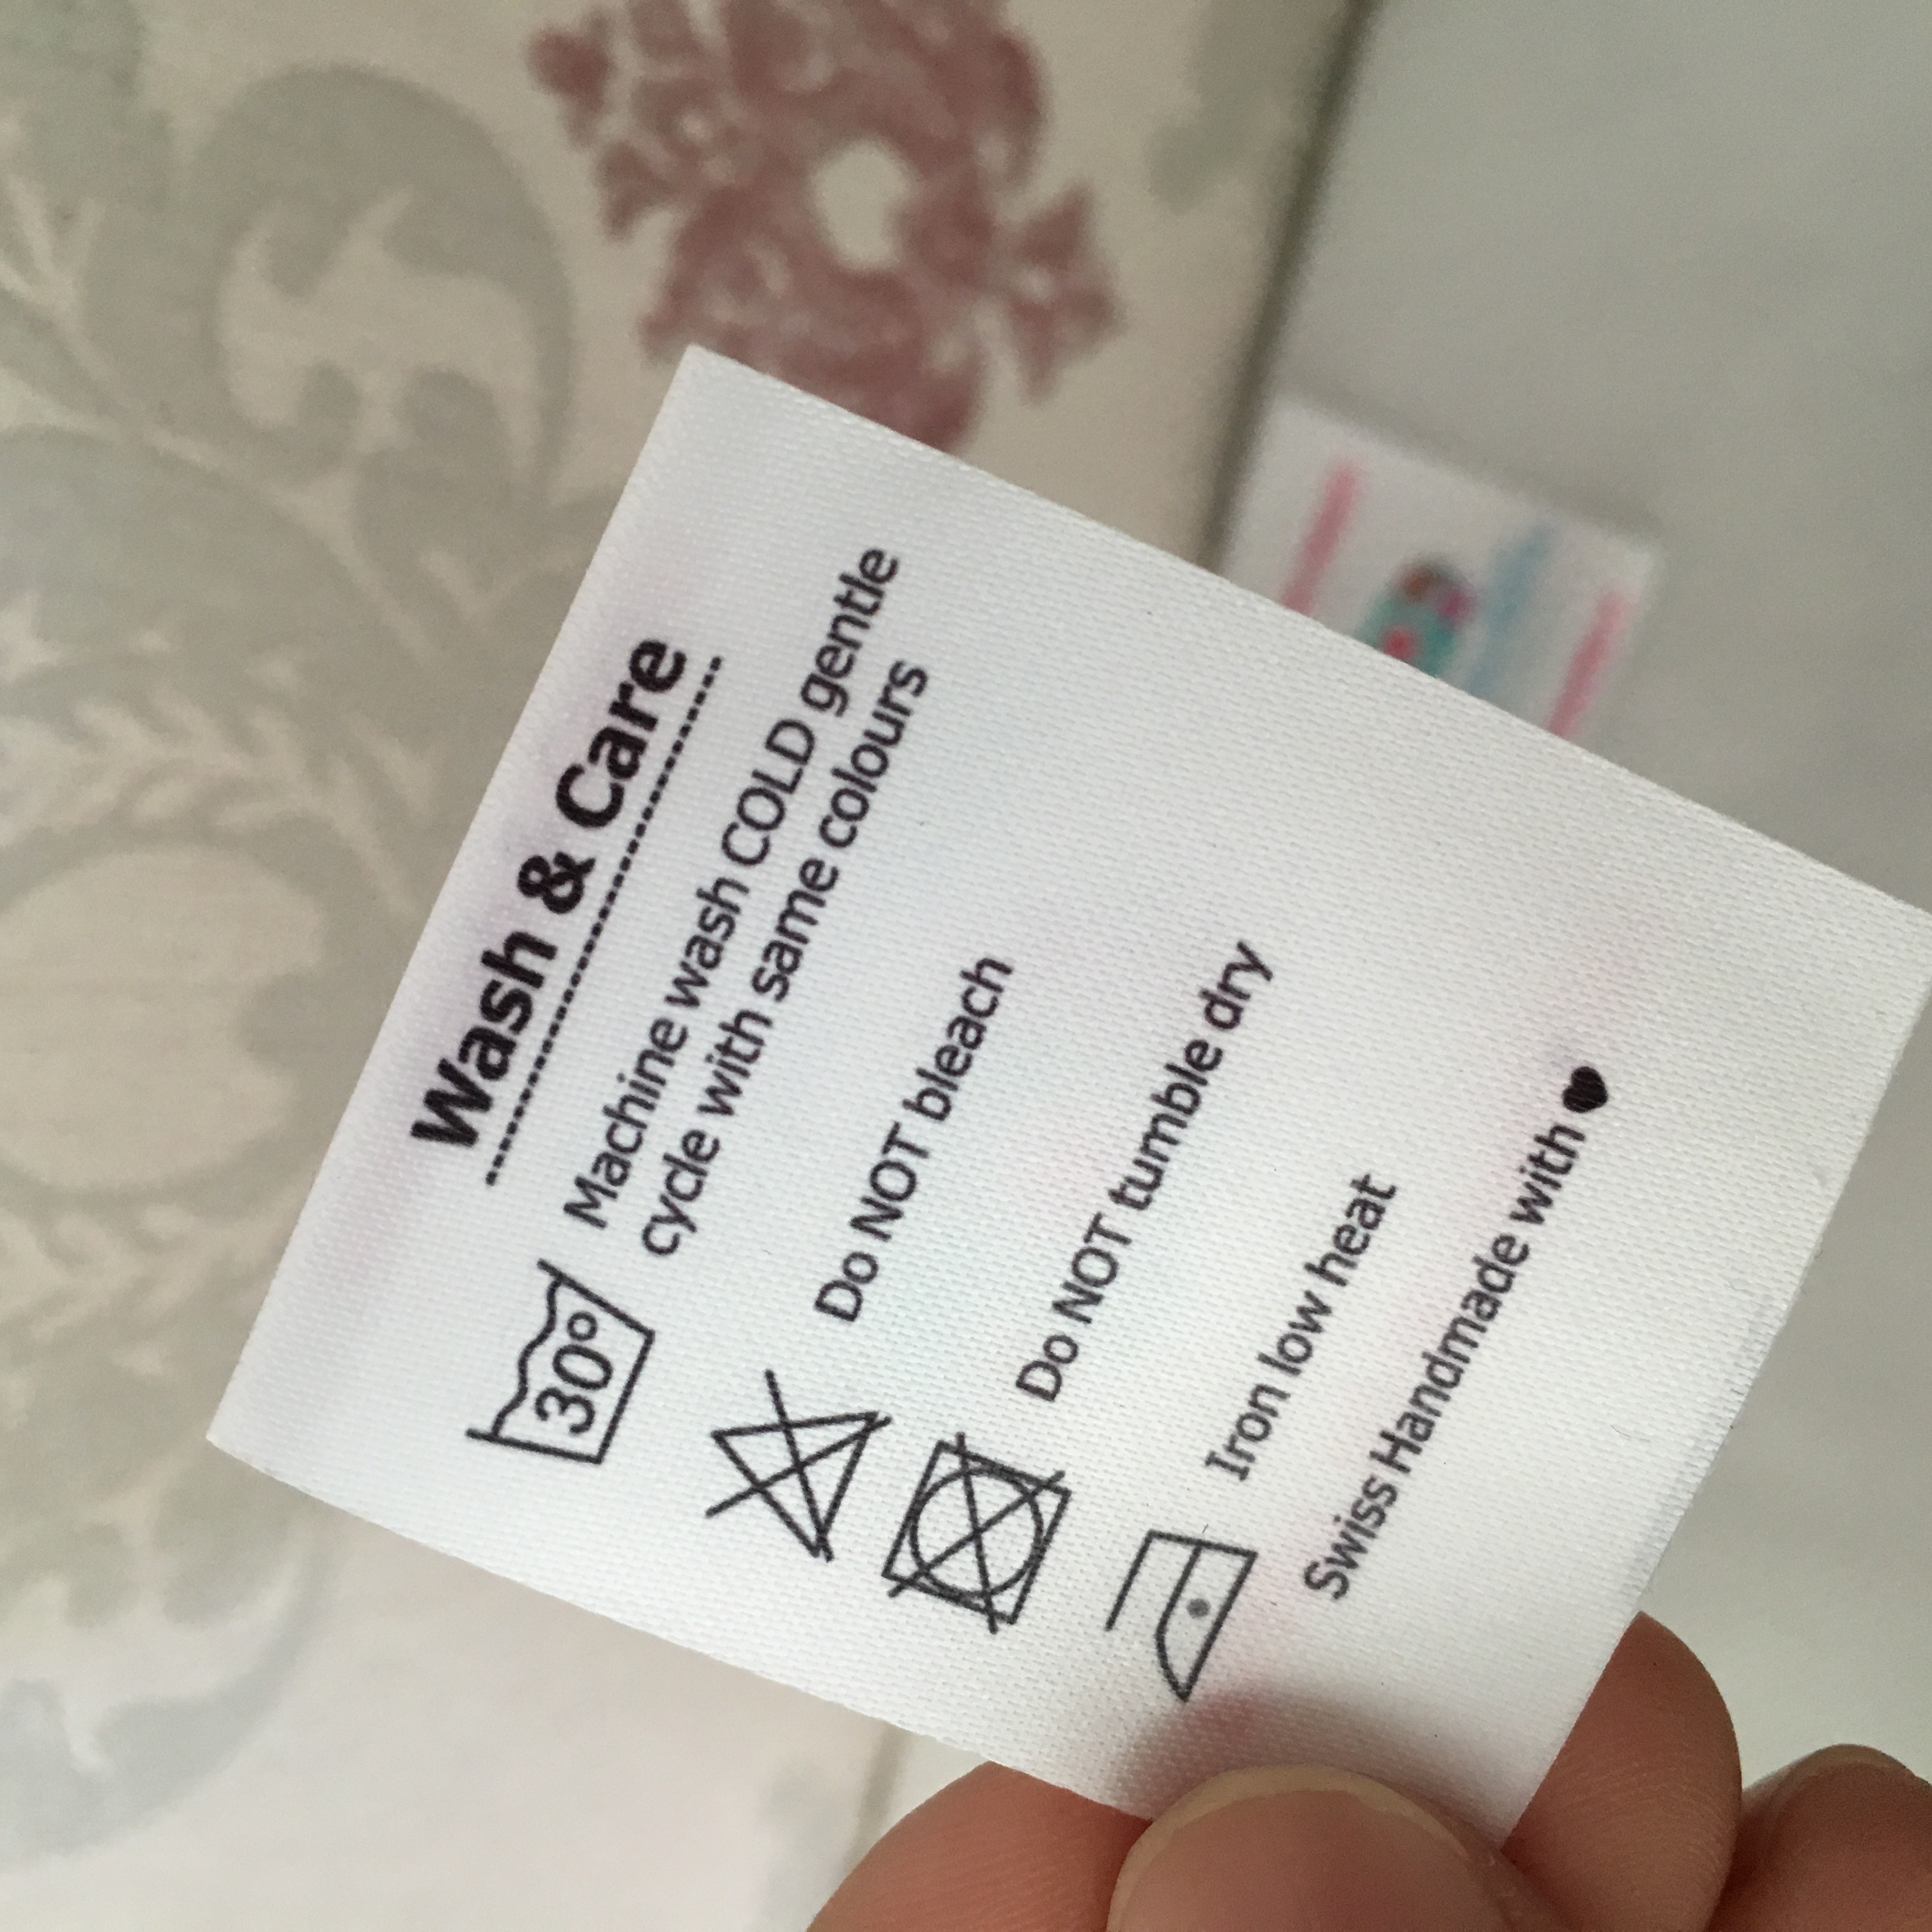 Wash & Care
30°
Machine wash COLD gentle
cycle with same colours
Do NOT bleach
Do NOT tumble dry
Iron low heat
Swiss Handmade with ♥